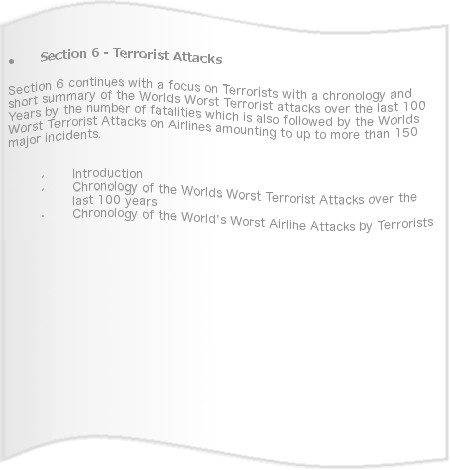 • Section 6 - Terrorist Attacks
Section 6 continues with a focus on Terrorists with a chronology and
short summary of the Worlds Worst Terrorist attacks over the last 100
Years by the number of fatalities which is also followed by the Worlds
Worst Terrorist Attacks on Airlines amounting to up to more than 150
major incidents.
. Introduction
. Chronology of the Worlds Worst Terrorist Attacks over the
last 100 years
. Chronology of the World's Worst Airline Attacks by Terrorists